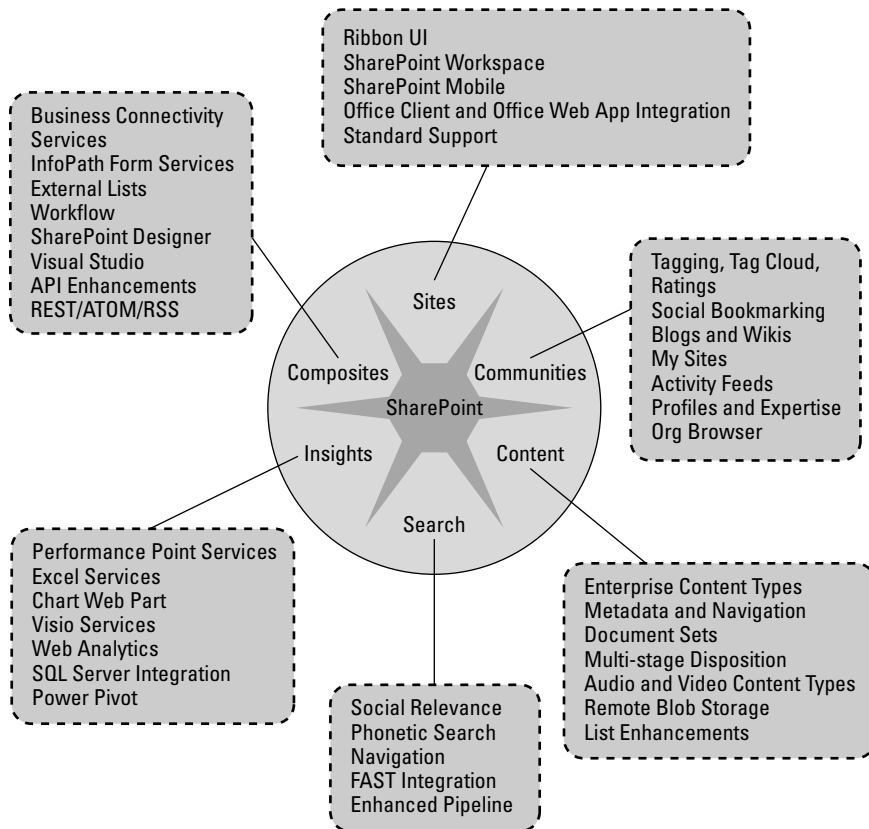 Ribbon UI
SharePoint Workspace
SharePoint Mobile
Office Client and Office Web App Integration
Standard Support
Business Connectivity
Services
InfoPath Form Services
External Lists
Workflow
SharePoint Designer
Visual Studio
API Enhancements
REST/ATOM/RSS
Tagging, Tag Cloud,
Ratings
Social Bookmarking
Blogs and Wikis
My Sites
Activity Feeds
Profiles and Expertise
Org Browser
Sites
Composites
Communities
SharePoint
Insights
Content
Search
Performance Point Services
Excel Services
Chart Web Part
Visio Services
Web Analytics
SQL Server Integration
Power Pivot
Enterprise Content Types
Metadata and Navigation
Document Sets
Multi-stage Disposition
Audio and Video Content Types
Remote Blob Storage
List Enhancements
Social Relevance
Phonetic Search
Navigation
FAST Integration
Enhanced Pipeline